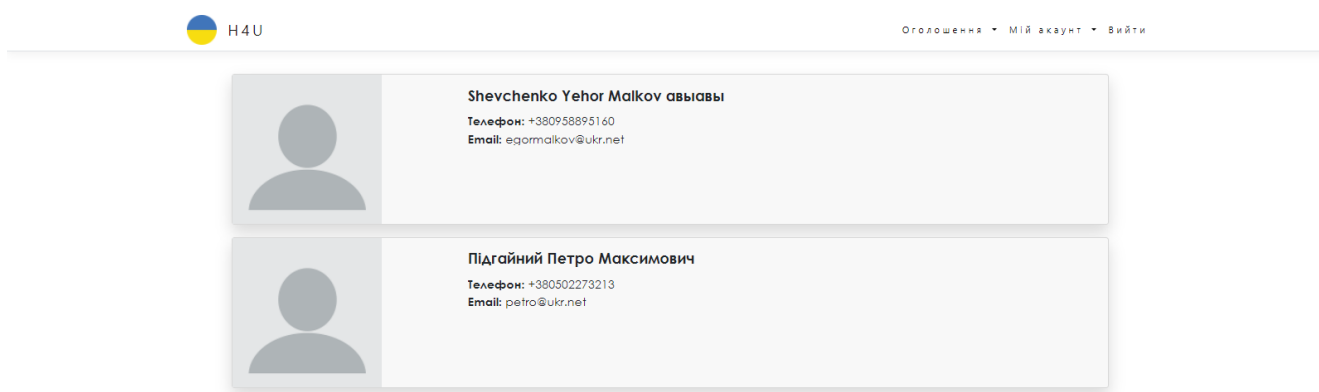 H4U
Оголошення Мій акаунт Вийти
Shevchenko Yehor Malkov авыавы
Телефон: +380958895160
Email: egormalkov@ukr.net
Підгайний Петро Максимович
Телефон: +380502273213
Email: petro@ukr.net